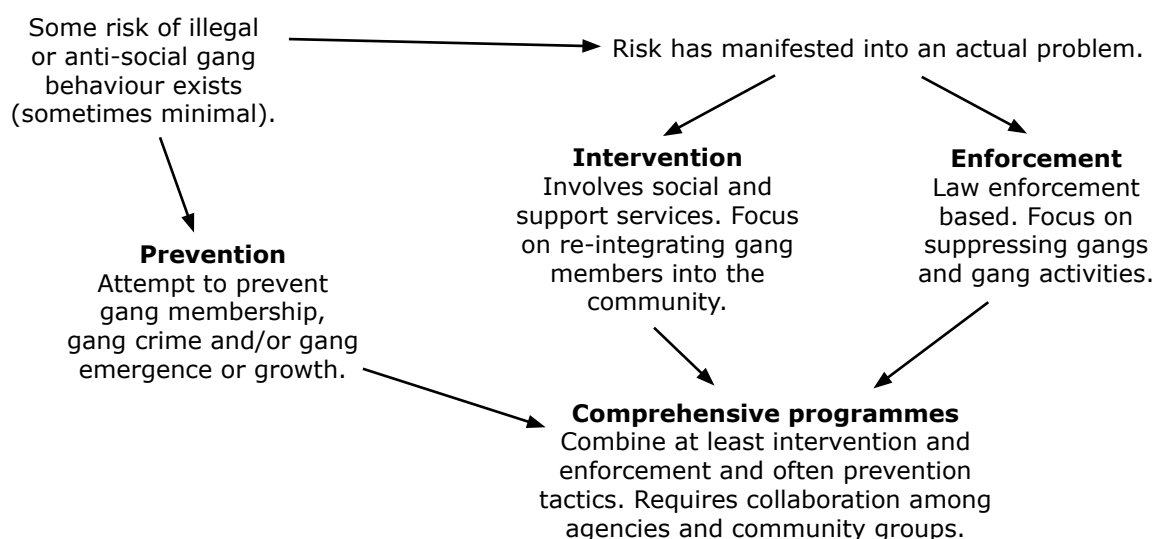 Some risk of illegal
or anti-social gang
behaviour exists
(sometimes minimal).
Risk has manifested into an actual problem.
Intervention
Involves social and
support services. Focus
on re-integrating gang
members into the
community.
Enforcement
Law enforcement
based. Focus on
suppressing gangs
and gang activities.
Prevention
Attempt to prevent
gang membership,
gang crime and/or gang
emergence or growth.
Comprehensive programmes
Combine at least intervention and
enforcement and often prevention
tactics. Requires collaboration among
agencies and community groups.